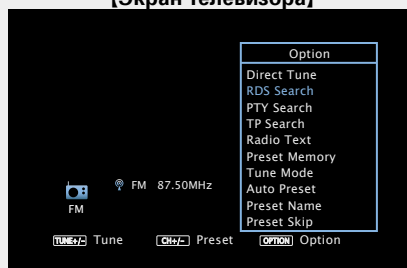 [Экран телевизора]
Option
Direct Tune
RDS Search
PTY Search
TP Search
Radio Text
Preset Memory
Tune Mode
Auto Preset
Preset Name
Preset Skip
FM 87.50MHz
FM
TUNE+/- Tune CH+/- Preset OPTION Option